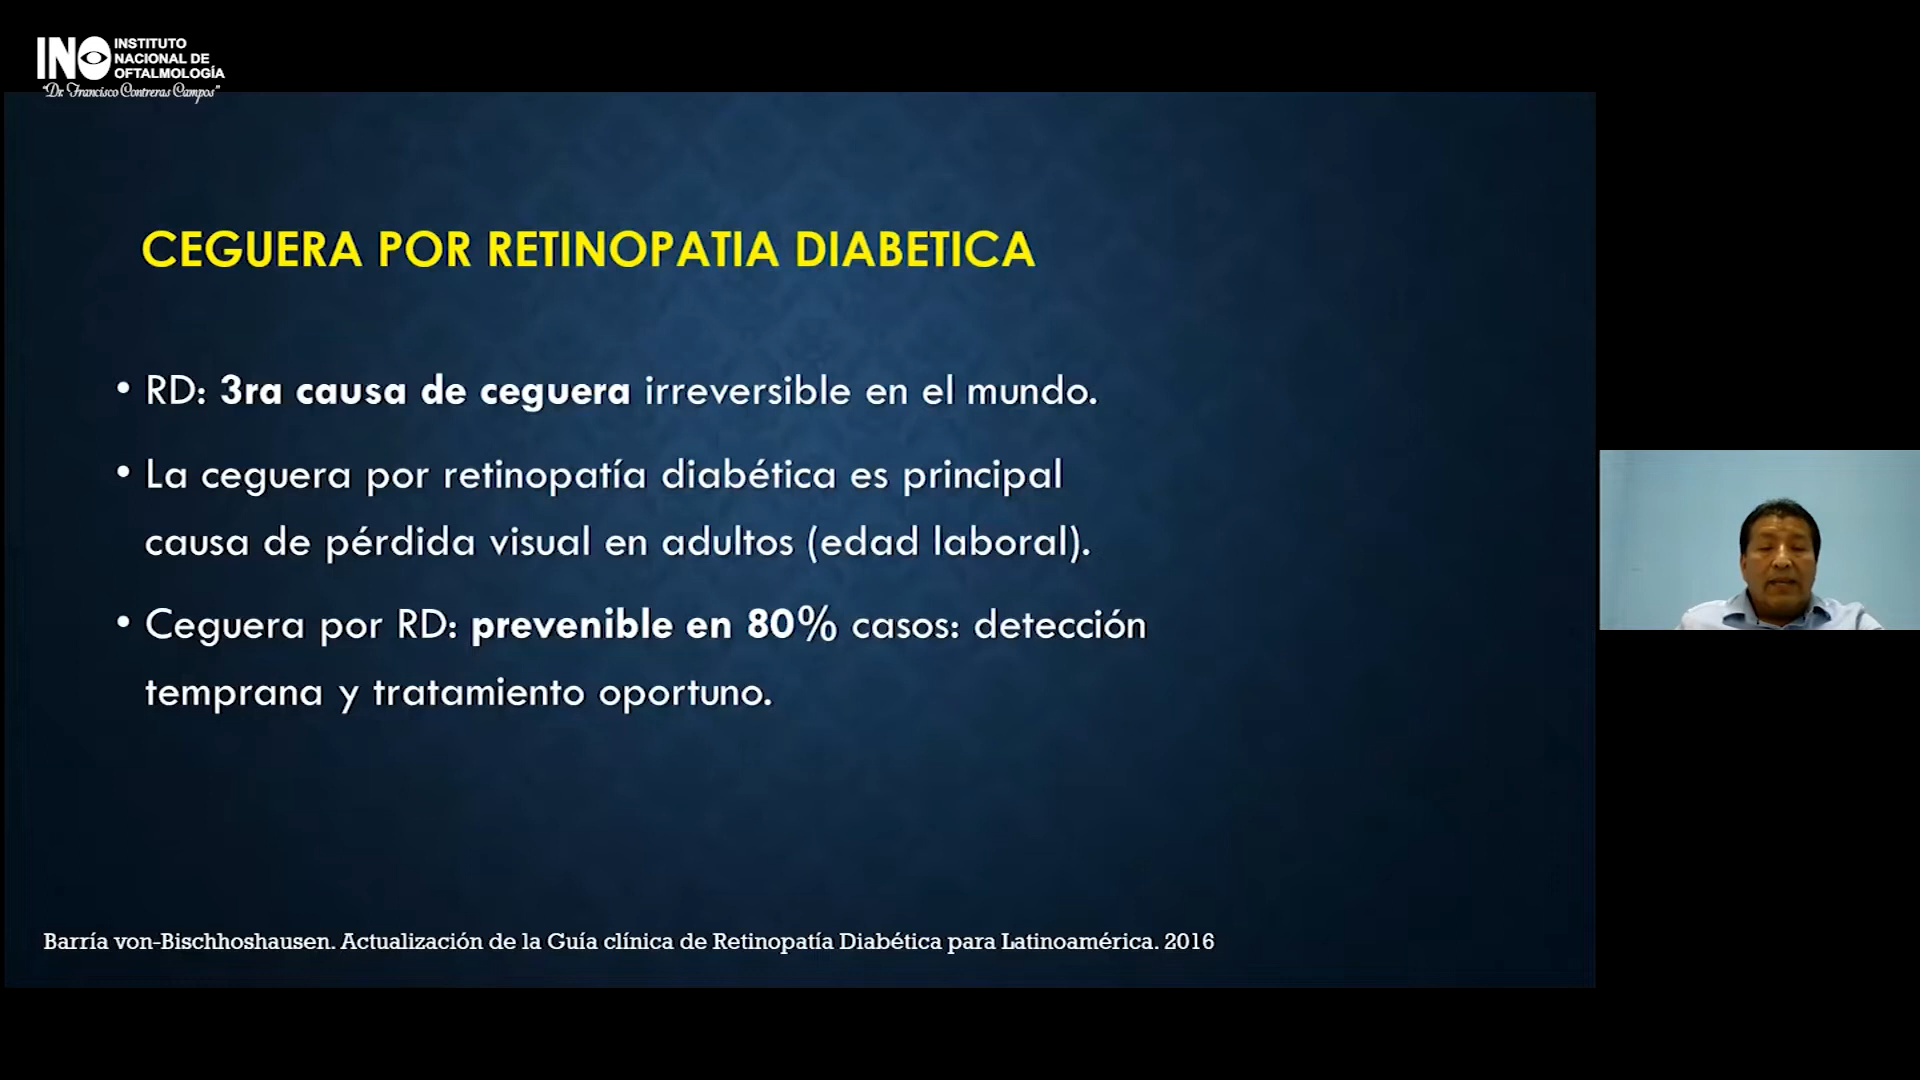 INO INSTITUTO
NACIONAL DE
OFTALMOLOGÍA
"Dr. Francisco Contreras Campos"
CEGUERA POR RETINOPATIA DIABETICA
• RD: 3ra causa de ceguera irreversible en el mundo.
• La ceguera por retinopatía diabética es principal
causa de pérdida visual en adultos (edad laboral).
• Ceguera por RD: prevenible en 80% casos: detección
temprana y tratamiento oportuno.
Barría von-Bischhoshausen. Actualización de la Guía clínica de Retinopatía Diabética para Latinoamérica. 2016